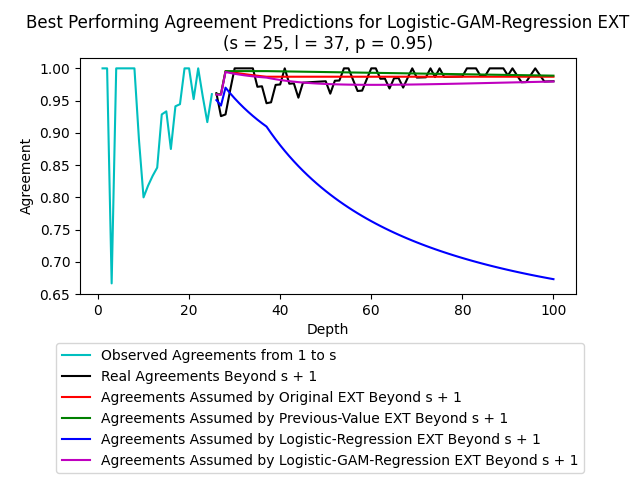 Best Performing Agreement Predictions for Logistic-GAM-Regression EXT
(s = 25, l = 37, p = 0.95)
1.00
0.95
0.90
0.85
0.80
0.75
0.70
0.65
Agreement
0
20
40
60
80
100
Depth
Observed Agreements from 1 to s
Real Agreements Beyond s + 1
Agreements Assumed by Original EXT Beyond s + 1
Agreements Assumed by Previous-Value EXT Beyond s + 1
Agreements Assumed by Logistic-Regression EXT Beyond s + 1
Agreements Assumed by Logistic-GAM-Regression EXT Beyond s + 1